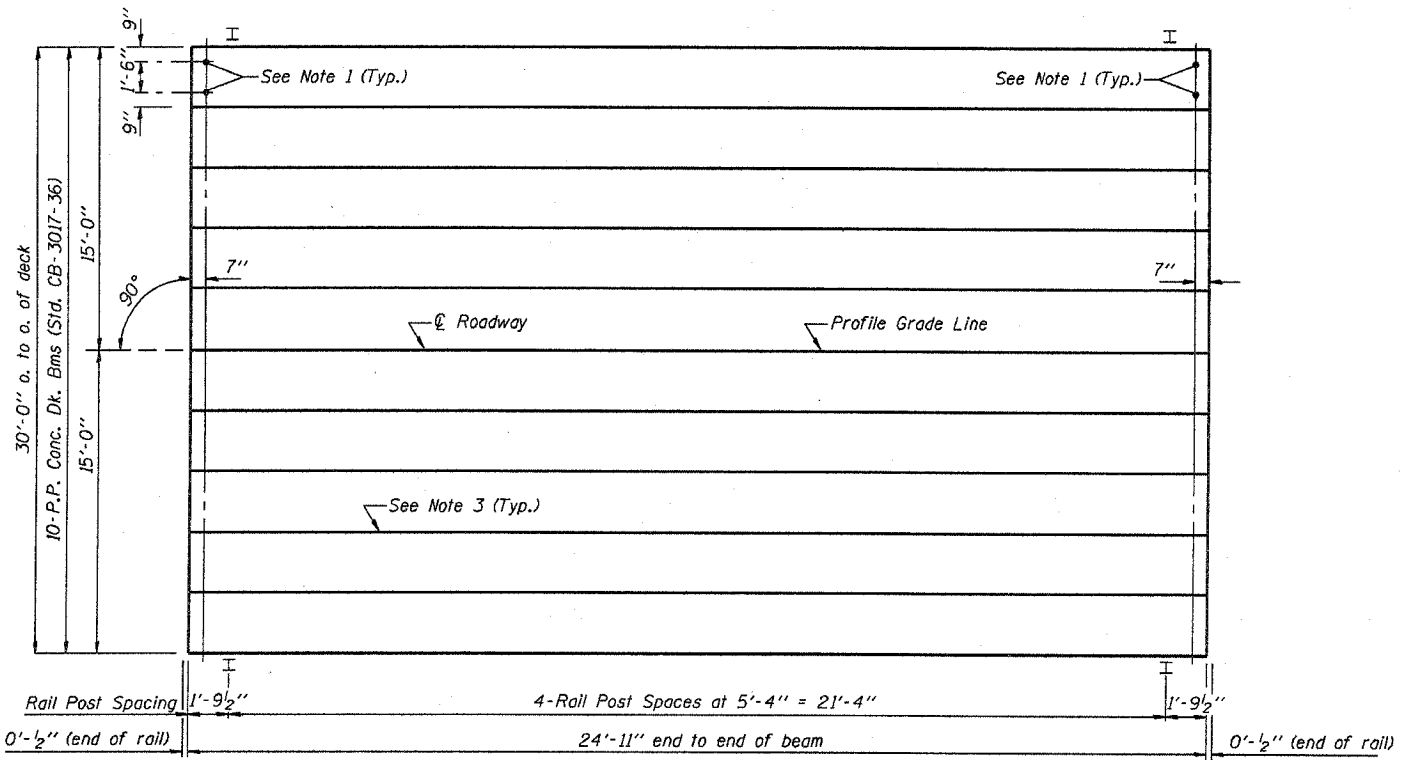 9"
1'-6"
9"
See Note 1 (Typ.)
See Note 1 (Typ.)
30'-0" o. to o. of deck
10-P.P. Conc. Dk. Bms (Std. CB-3017-36)
15'-0"
15'-0"
90°
7"
7"
℄ Roadway
Profile Grade Line
See Note 3 (Typ.)
Rail Post Spacing
1'-9½"
4-Rail Post Spaces at 5'-4" = 21'-4"
1'-9½"
0'-½" (end of rail)
24'-11" end to end of beam
0'-½" (end of rail)